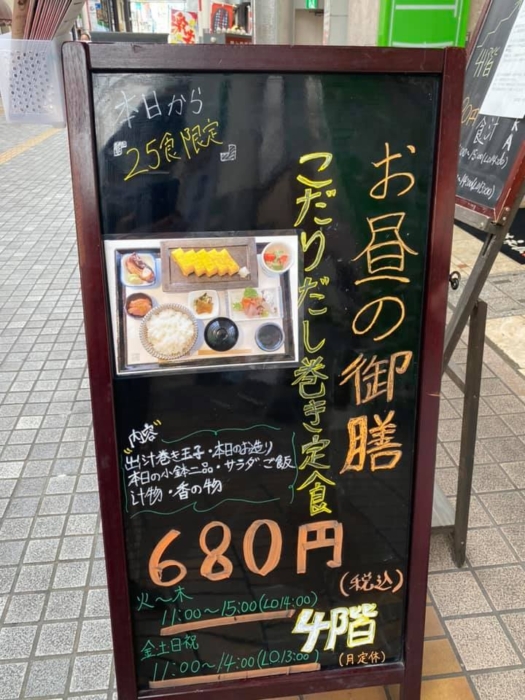 本日から
25食限定
お昼の御膳
こだりだし巻き定食
"内容"
出汁巻き玉子・本日のお造り
本日の小鉢二品・サラダご飯
汁物・香の物
680円
(税込)
火～木
11:00～15:00(LO14:00)
金土日祝
11:00～14:00(LO13:00)
4階
(月定休)
4階